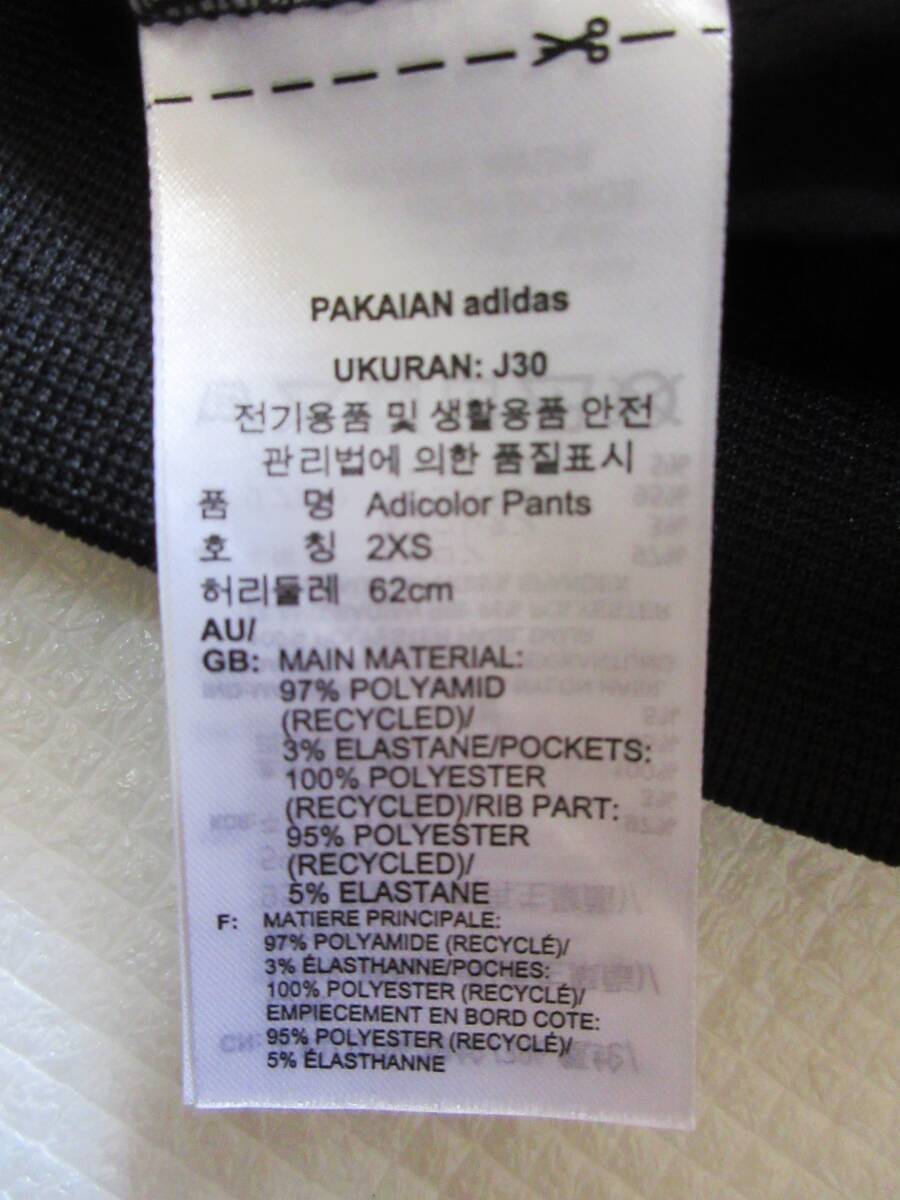 PAKAIAN adidas
UKURAN: J30
전기용품 및 생활용품 안전
관리법에 의한 품질표시
품 명 Adicolor Pants
호 칭 2XS
허리둘레 62cm
AU/
GB: MAIN MATERIAL:
97% POLYAMID
(RECYCLED)/
3% ELASTANE/POCKETS:
100% POLYESTER
(RECYCLED)/RIB PART:
95% POLYESTER
(RECYCLED)/
5% ELASTANE
F: MATIERE PRINCIPALE:
97% POLYAMIDE (RECYCLÉ)/
3% ÉLASTHANNE/POCHES:
100% POLYESTER (RECYCLÉ)/
EMPIECEMENT EN BORD COTE:
95% POLYESTER (RECYCLÉ)/
5% ÉLASTHANNE